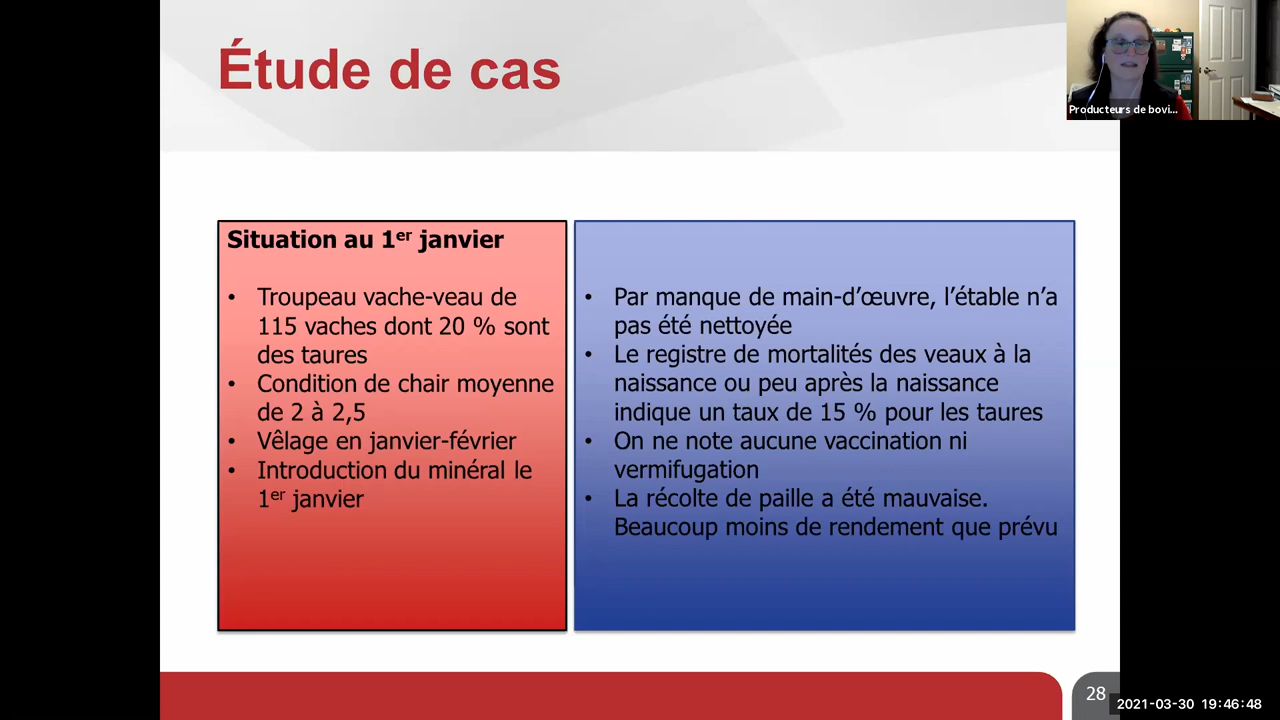 Étude de cas
Producteurs de bovi...
Situation au 1er janvier
• Troupeau vache-veau de
115 vaches dont 20 % sont
des taures
• Condition de chair moyenne
de 2 à 2,5
• Vêlage en janvier-février
• Introduction du minéral le
1er janvier
• Par manque de main-d’œuvre, l’étable n’a
pas été nettoyée
• Le registre de mortalités des veaux à la
naissance ou peu après la naissance
indique un taux de 15 % pour les taures
• On ne note aucune vaccination ni
vermifugation
• La récolte de paille a été mauvaise.
Beaucoup moins de rendement que prévu
28
2021-03-30 19:46:48